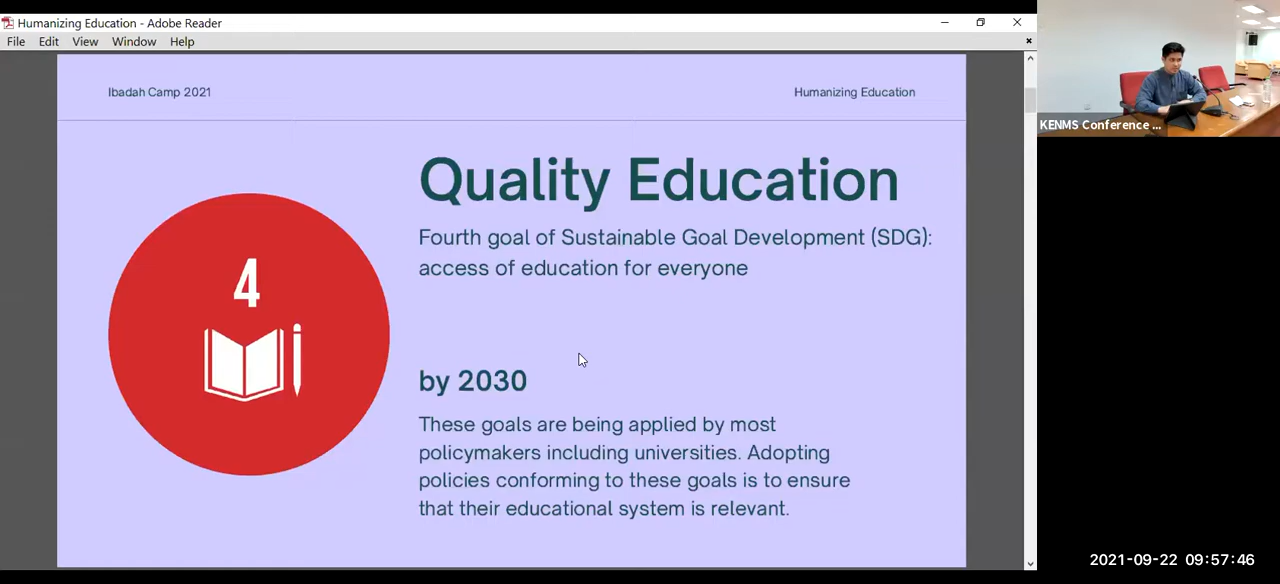 Humanizing Education - Adobe Reader
File Edit View Window Help
Ibadah Camp 2021
Humanizing Education
Quality Education
Fourth goal of Sustainable Goal Development (SDG):
access of education for everyone
4
by 2030
These goals are being applied by most
policymakers including universities. Adopting
policies conforming to these goals is to ensure
that their educational system is relevant.
KENMS Conference ...
2021-09-22 09:57:46